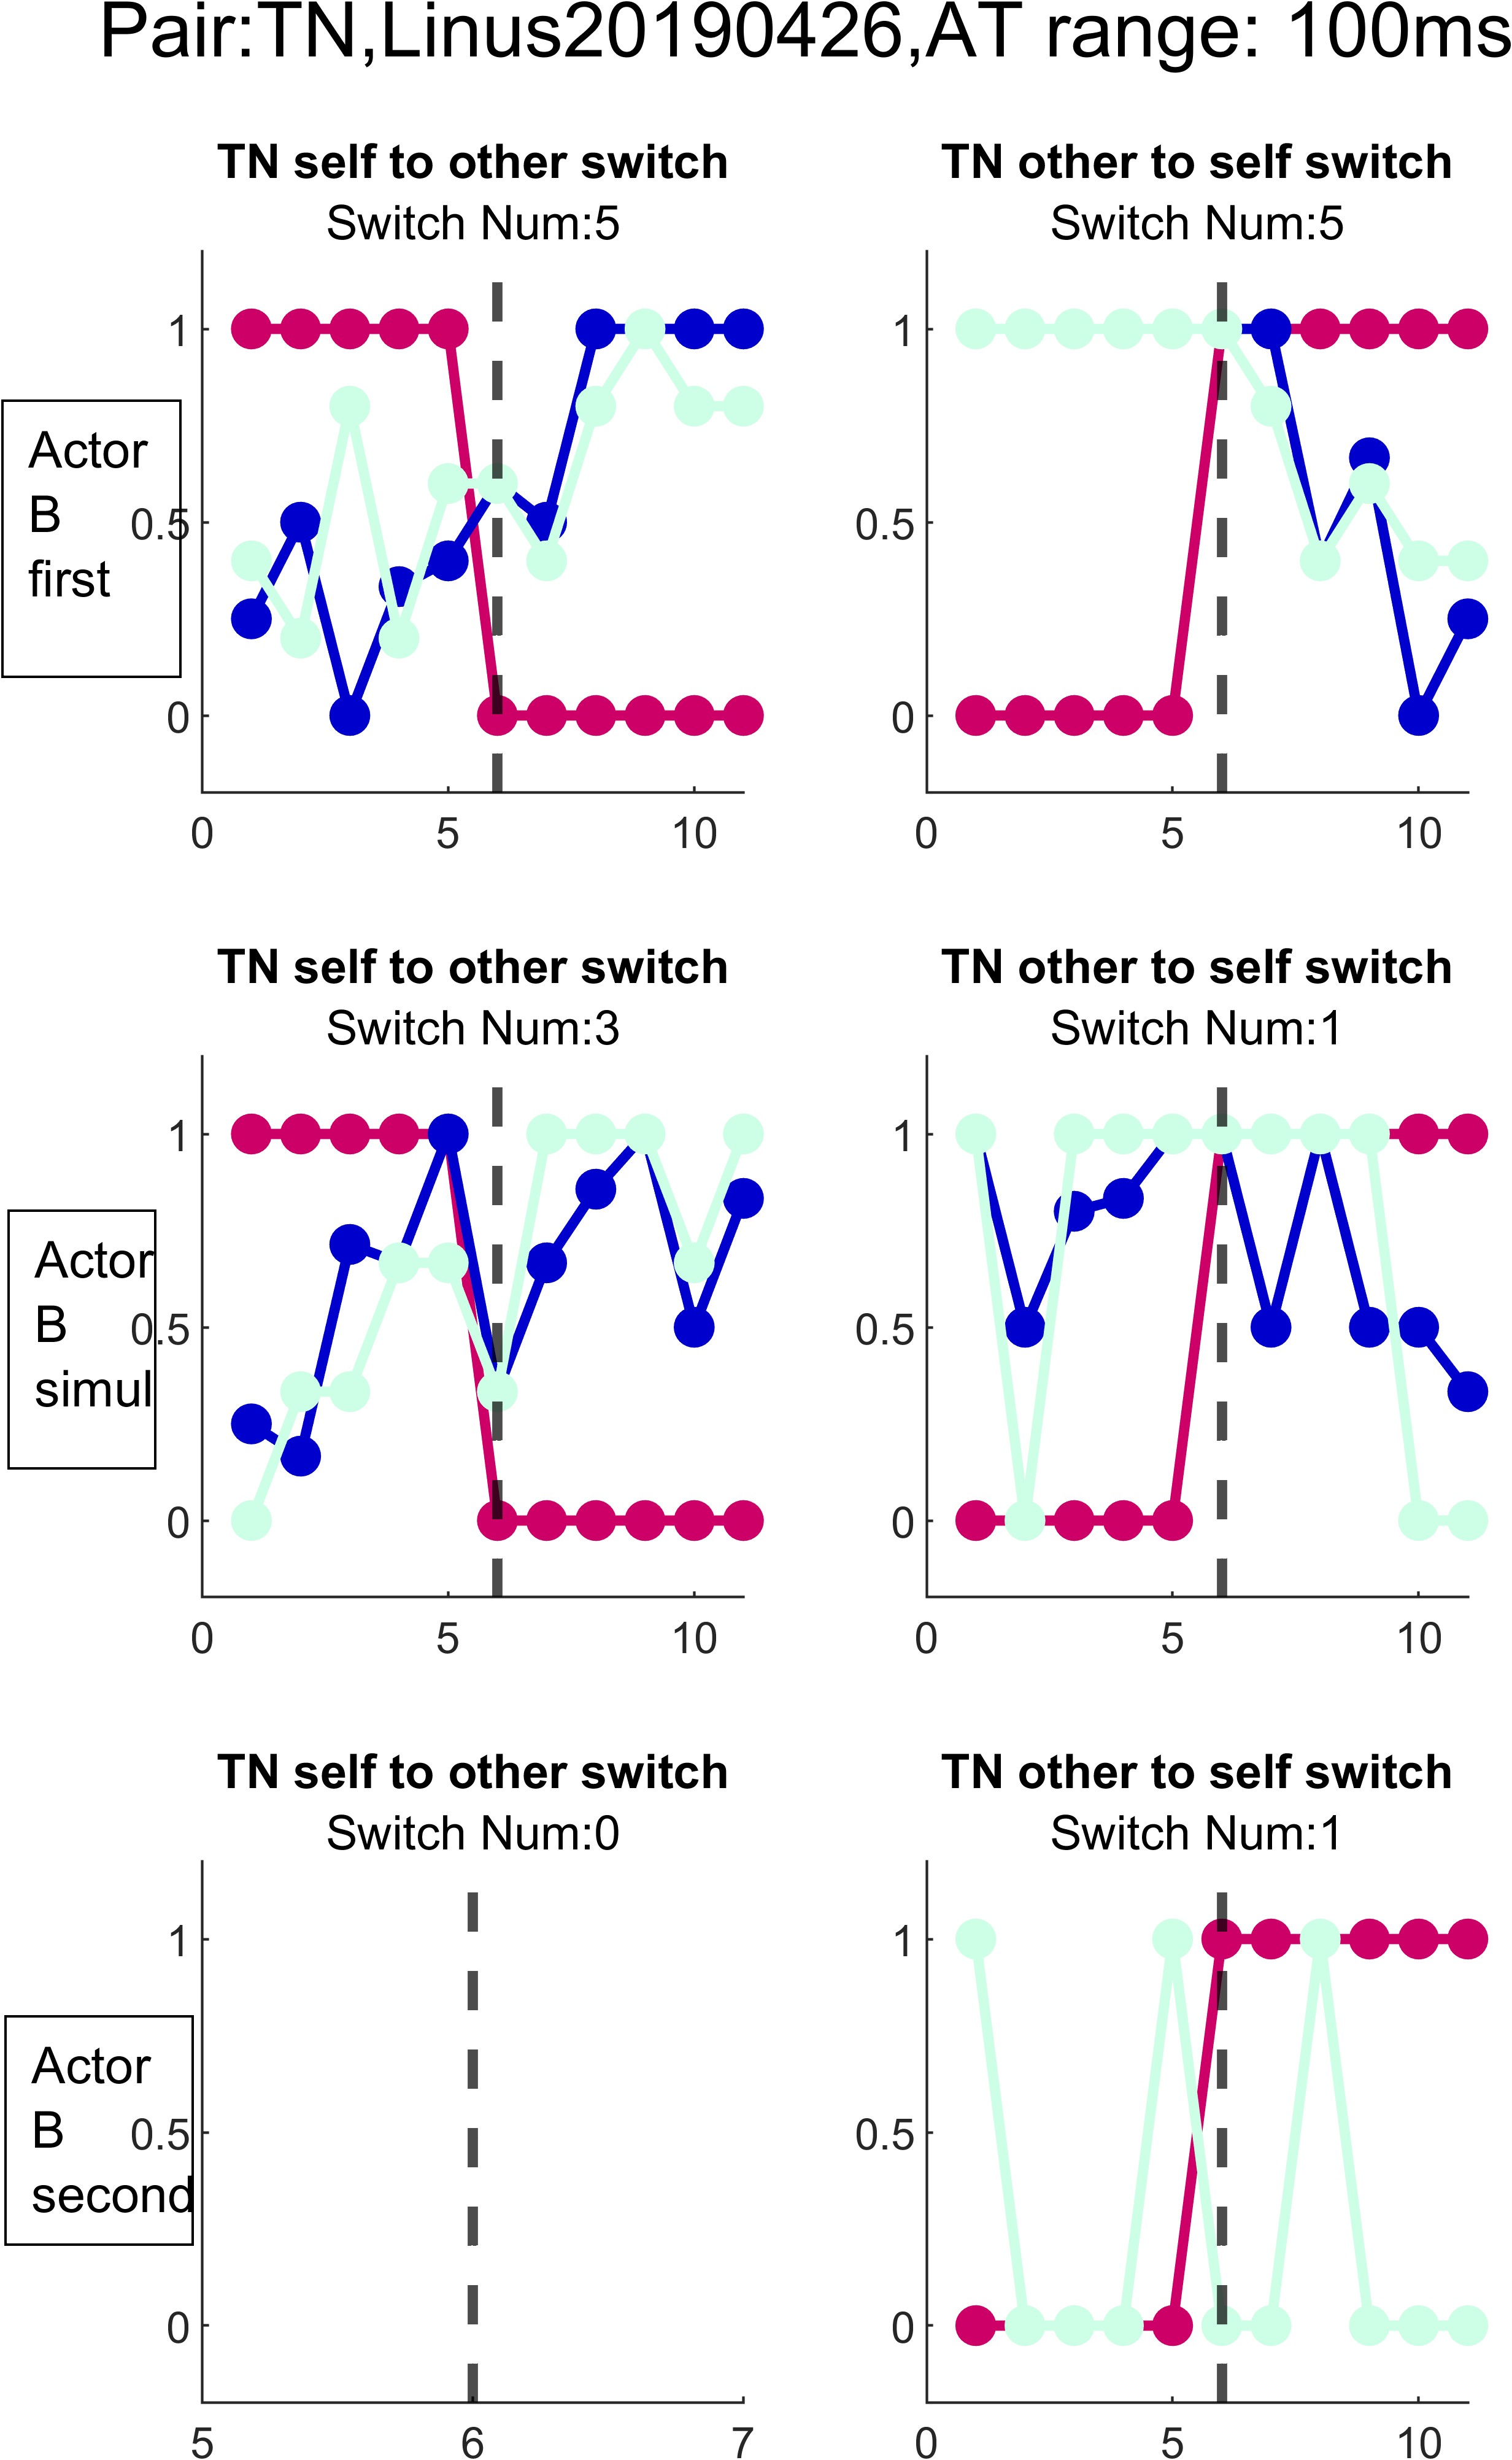 Pair:TN,Linus20190426,AT range: 100ms
TN self to other switch
Switch Num:5
TN other to self switch
Switch Num:5
Actor
B
first
1
0.5
0
0
5
10
1
0.5
0
0
5
10
TN self to other switch
Switch Num:3
TN other to self switch
Switch Num:1
Actor
B
simul
1
0.5
0
0
5
10
1
0.5
0
0
5
10
TN self to other switch
Switch Num:0
TN other to self switch
Switch Num:1
Actor
B
second
1
0.5
0
5
6
7
1
0.5
0
0
5
10